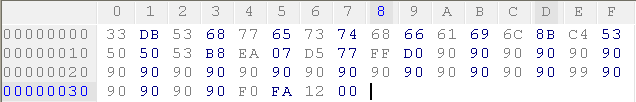 0 1 2 3 4 5 6 7 8 9 A B C D E F
00000000 33 DB 53 68 77 65 73 74 68 66 61 69 6C 8B C4 53
00000010 50 50 53 B8 EA 07 D5 77 FF D0 90 90 90 90 90 90
00000020 90 90 90 90 90 90 90 90 90 90 90 90 90 90 99 90
00000030 90 90 90 F0 FA 12 00